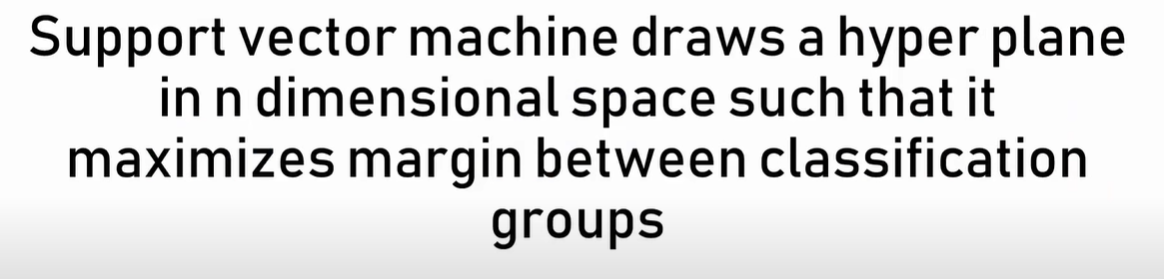 Support vector machine draws a hyper plane
in n dimensional space such that it
maximizes margin between classification
groups